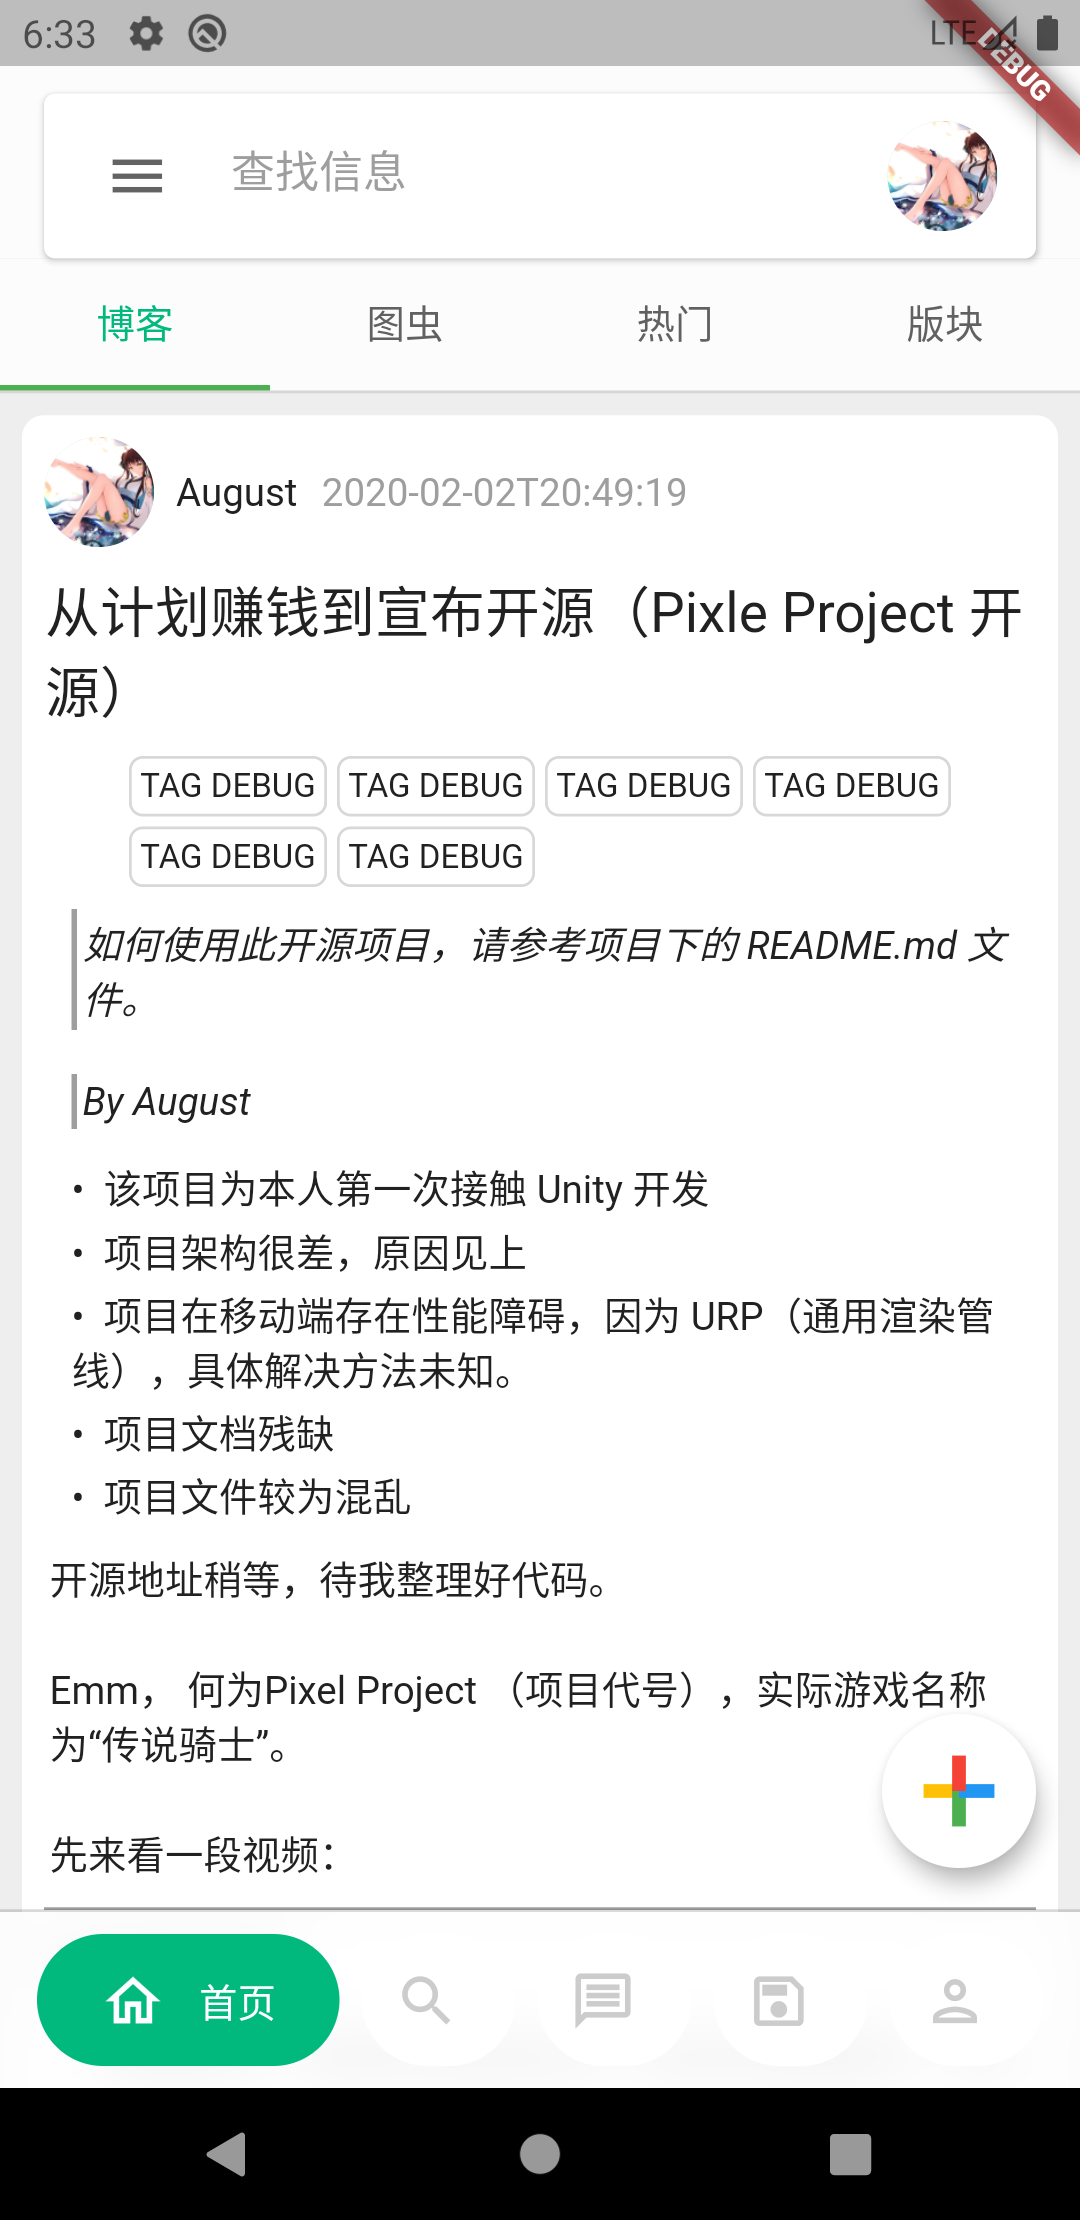 6:33
LTE
DEBUG
查找信息
博客 图虫 热门 版块
August 2020-02-02T20:49:19
从计划赚钱到宣布开源（Pixle Project 开
源）
TAG DEBUG TAG DEBUG TAG DEBUG TAG DEBUG
TAG DEBUG TAG DEBUG
如何使用此开源项目，请参考项目下的 README.md 文
件。
By August
• 该项目为本人第一次接触 Unity 开发
• 项目架构很差，原因见上
• 项目在移动端存在性能障碍，因为 URP（通用渲染管
线），具体解决方法未知。
• 项目文档残缺
• 项目文件较为混乱
开源地址稍等，待我整理好代码。
Emm， 何为Pixel Project （项目代号），实际游戏名称
为“传说骑士”。
先来看一段视频：
首页